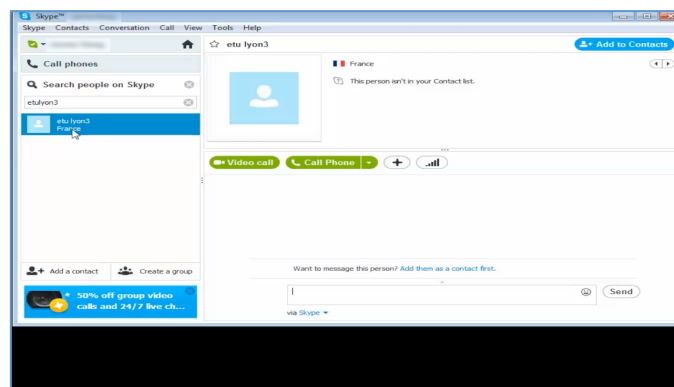 Skype™
Skype Contacts Conversation Call View Tools Help
etu lyon3
Add to Contacts
Call phones
France
This person isn't in your Contact list.
Search people on Skype
etulyon3
etu lyon3
France
Video call
Call Phone
Add a contact
Create a group
Want to message this person? Add them as a contact first.
50% off group video
calls and 24/7 live ch...
Send
via Skype